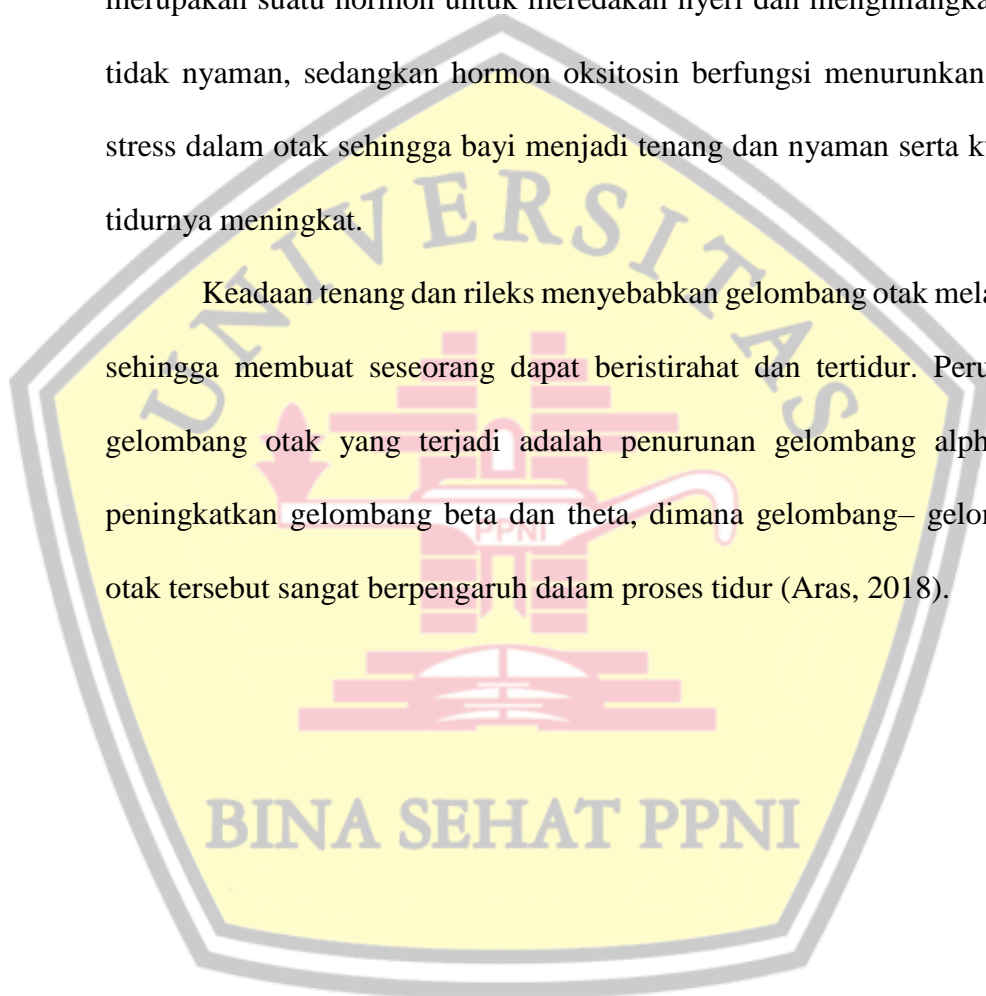 merupakan suatu hormon untuk meredakan nyeri dan menghilangka
tidak nyaman, sedangkan hormon oksitosin berfungsi menurunkan
stress dalam otak sehingga bayi menjadi tenang dan nyaman serta k
tidurnya meningkat.
Keadaan tenang dan rileks menyebabkan gelombang otak mela
sehingga membuat seseorang dapat beristirahat dan tertidur. Peru
gelombang otak yang terjadi adalah penurunan gelombang alph
peningkatkan gelombang beta dan theta, dimana gelombang– gelo
otak tersebut sangat berpengaruh dalam proses tidur (Aras, 2018).
UNIVERSITAS
PPNI
BINA SEHAT PPNI